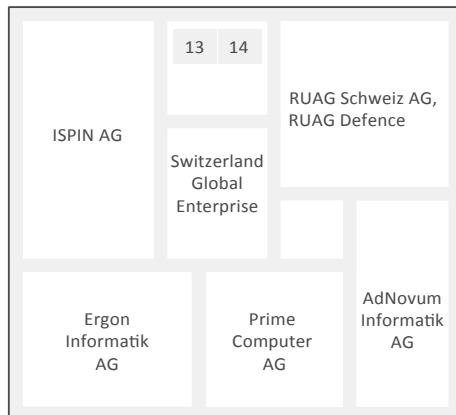 13 14
ISPIN AG
RUAG Schweiz AG,
RUAG Defence
Switzerland
Global
Enterprise
Ergon
Informatik
AG
Prime
Computer
AG
AdNovum
Informatik
AG